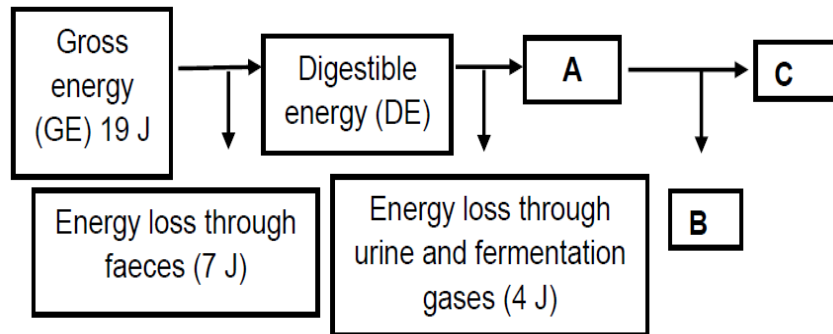 Gross
energy
(GE) 19 J
Digestible
energy (DE)
A
C
Energy loss through
faeces (7 J)
Energy loss through
urine and fermentation
gases (4 J)
B